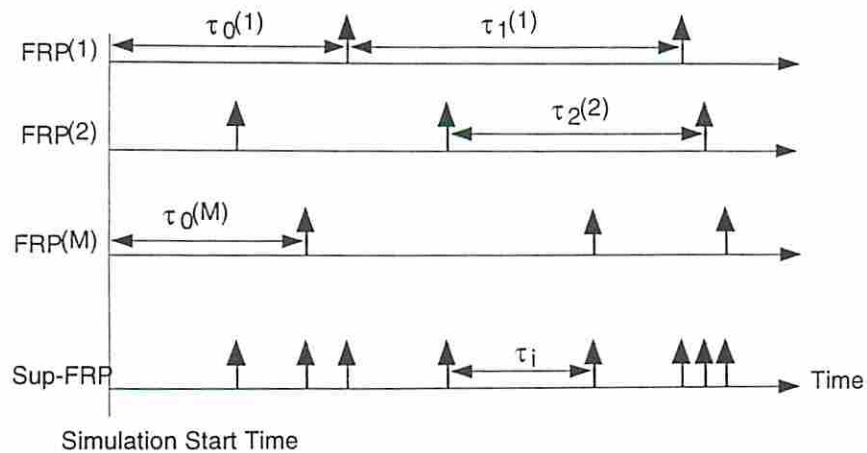 τ0(1) τ1(1)
FRP(1)
τ2(2)
FRP(2)
τ0(M)
FRP(M)
τi
Sup-FRP Time
Simulation Start Time